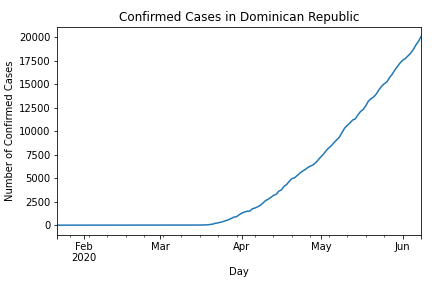 Confirmed Cases in Dominican Republic
20000
17500
15000
12500
10000
7500
5000
2500
0
Number of Confirmed Cases
Feb Mar Apr May Jun
2020
Day